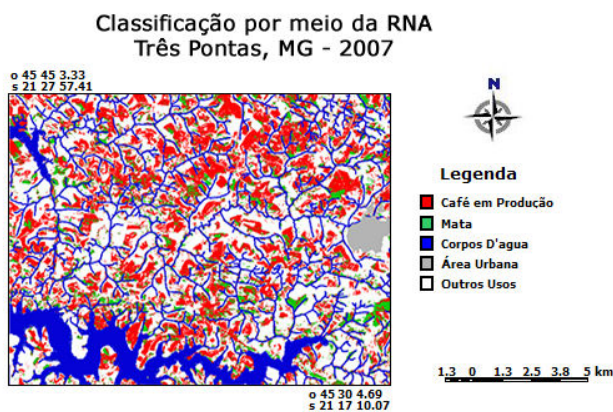 Classificação por meio da RNA
Três Pontas, MG - 2007
o 45 45 3.33
s 21 27 57.41
N
Legenda
Café em Produção
Mata
Corpos D'agua
Área Urbana
Outros Usos
1.3 0 1.3 2.5 3.8 5 km
o 45 30 4.69
s 21 17 10.07